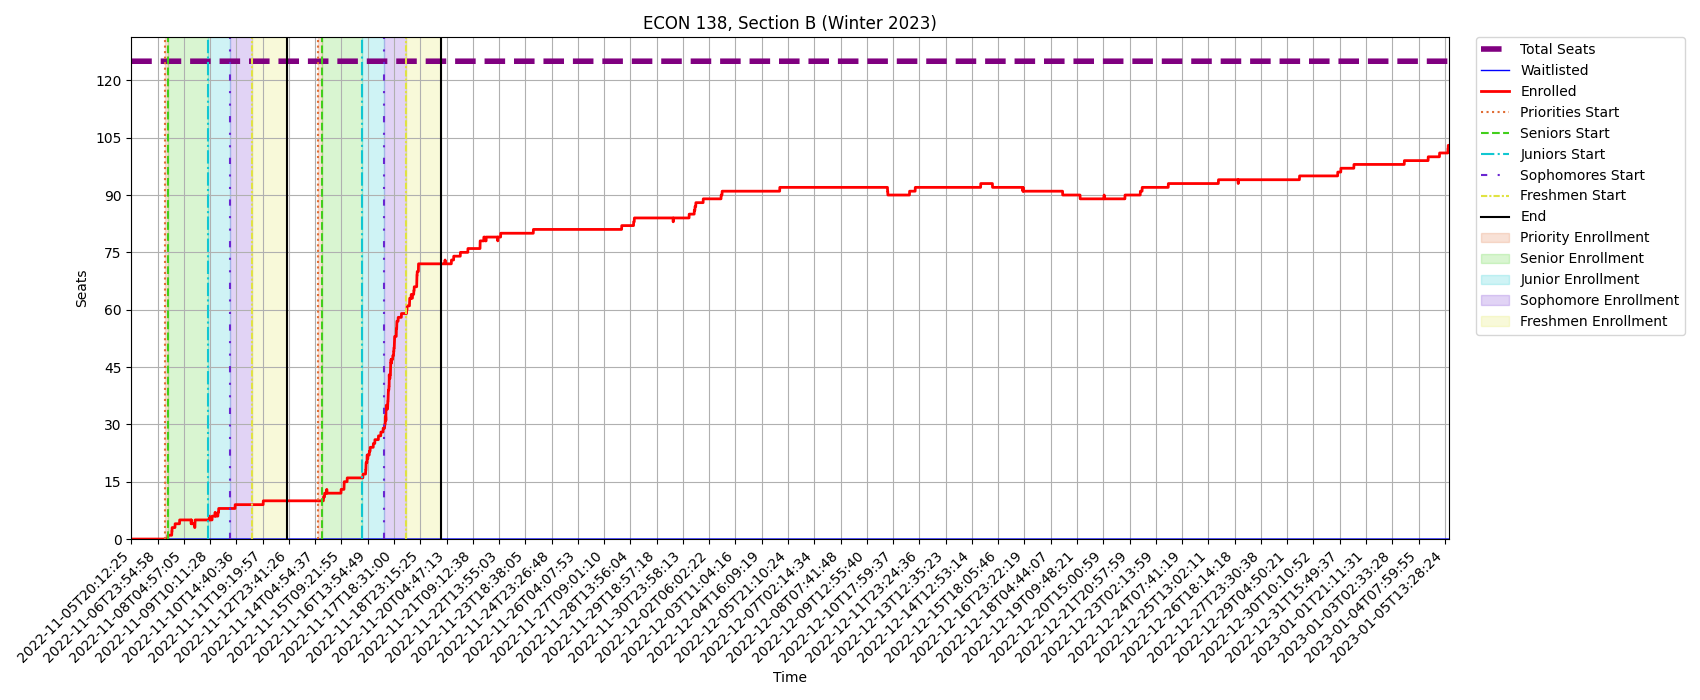 ECON 138, Section B (Winter 2023)
Total Seats
Waitlisted
Enrolled
Priorities Start
Seniors Start
Juniors Start
Sophomores Start
Freshmen Start
End
Priority Enrollment
Senior Enrollment
Junior Enrollment
Sophomore Enrollment
Freshmen Enrollment
Seats
120
105
90
75
60
45
30
15
0
2022-11-05T20:12:25
2022-11-06T23:54:58
2022-11-08T04:57:05
2022-11-09T10:11:28
2022-11-10T14:40:36
2022-11-11T19:19:57
2022-11-12T23:41:26
2022-11-14T04:54:37
2022-11-15T09:21:55
2022-11-16T13:54:49
2022-11-17T18:31:00
2022-11-18T23:15:25
2022-11-20T04:47:13
2022-11-21T09:12:38
2022-11-22T13:55:03
2022-11-23T18:38:05
2022-11-24T23:26:48
2022-11-26T04:07:53
2022-11-27T09:01:10
2022-11-28T13:56:04
2022-11-29T18:57:18
2022-11-30T23:58:13
2022-12-02T06:02:22
2022-12-03T11:04:16
2022-12-04T16:09:19
2022-12-05T21:10:24
2022-12-07T02:14:34
2022-12-08T07:41:48
2022-12-09T12:55:40
2022-12-10T17:59:37
2022-12-11T23:24:36
2022-12-13T12:35:23
2022-12-14T12:53:14
2022-12-15T18:05:46
2022-12-16T23:22:19
2022-12-18T04:44:07
2022-12-19T09:48:21
2022-12-20T15:00:59
2022-12-21T20:57:59
2022-12-23T02:13:59
2022-12-24T07:41:19
2022-12-25T13:02:11
2022-12-26T18:14:18
2022-12-27T23:30:38
2022-12-29T04:50:21
2022-12-30T10:10:52
2022-12-31T15:49:37
2023-01-01T21:11:31
2023-01-03T02:33:28
2023-01-04T07:59:55
2023-01-05T13:28:24
Time